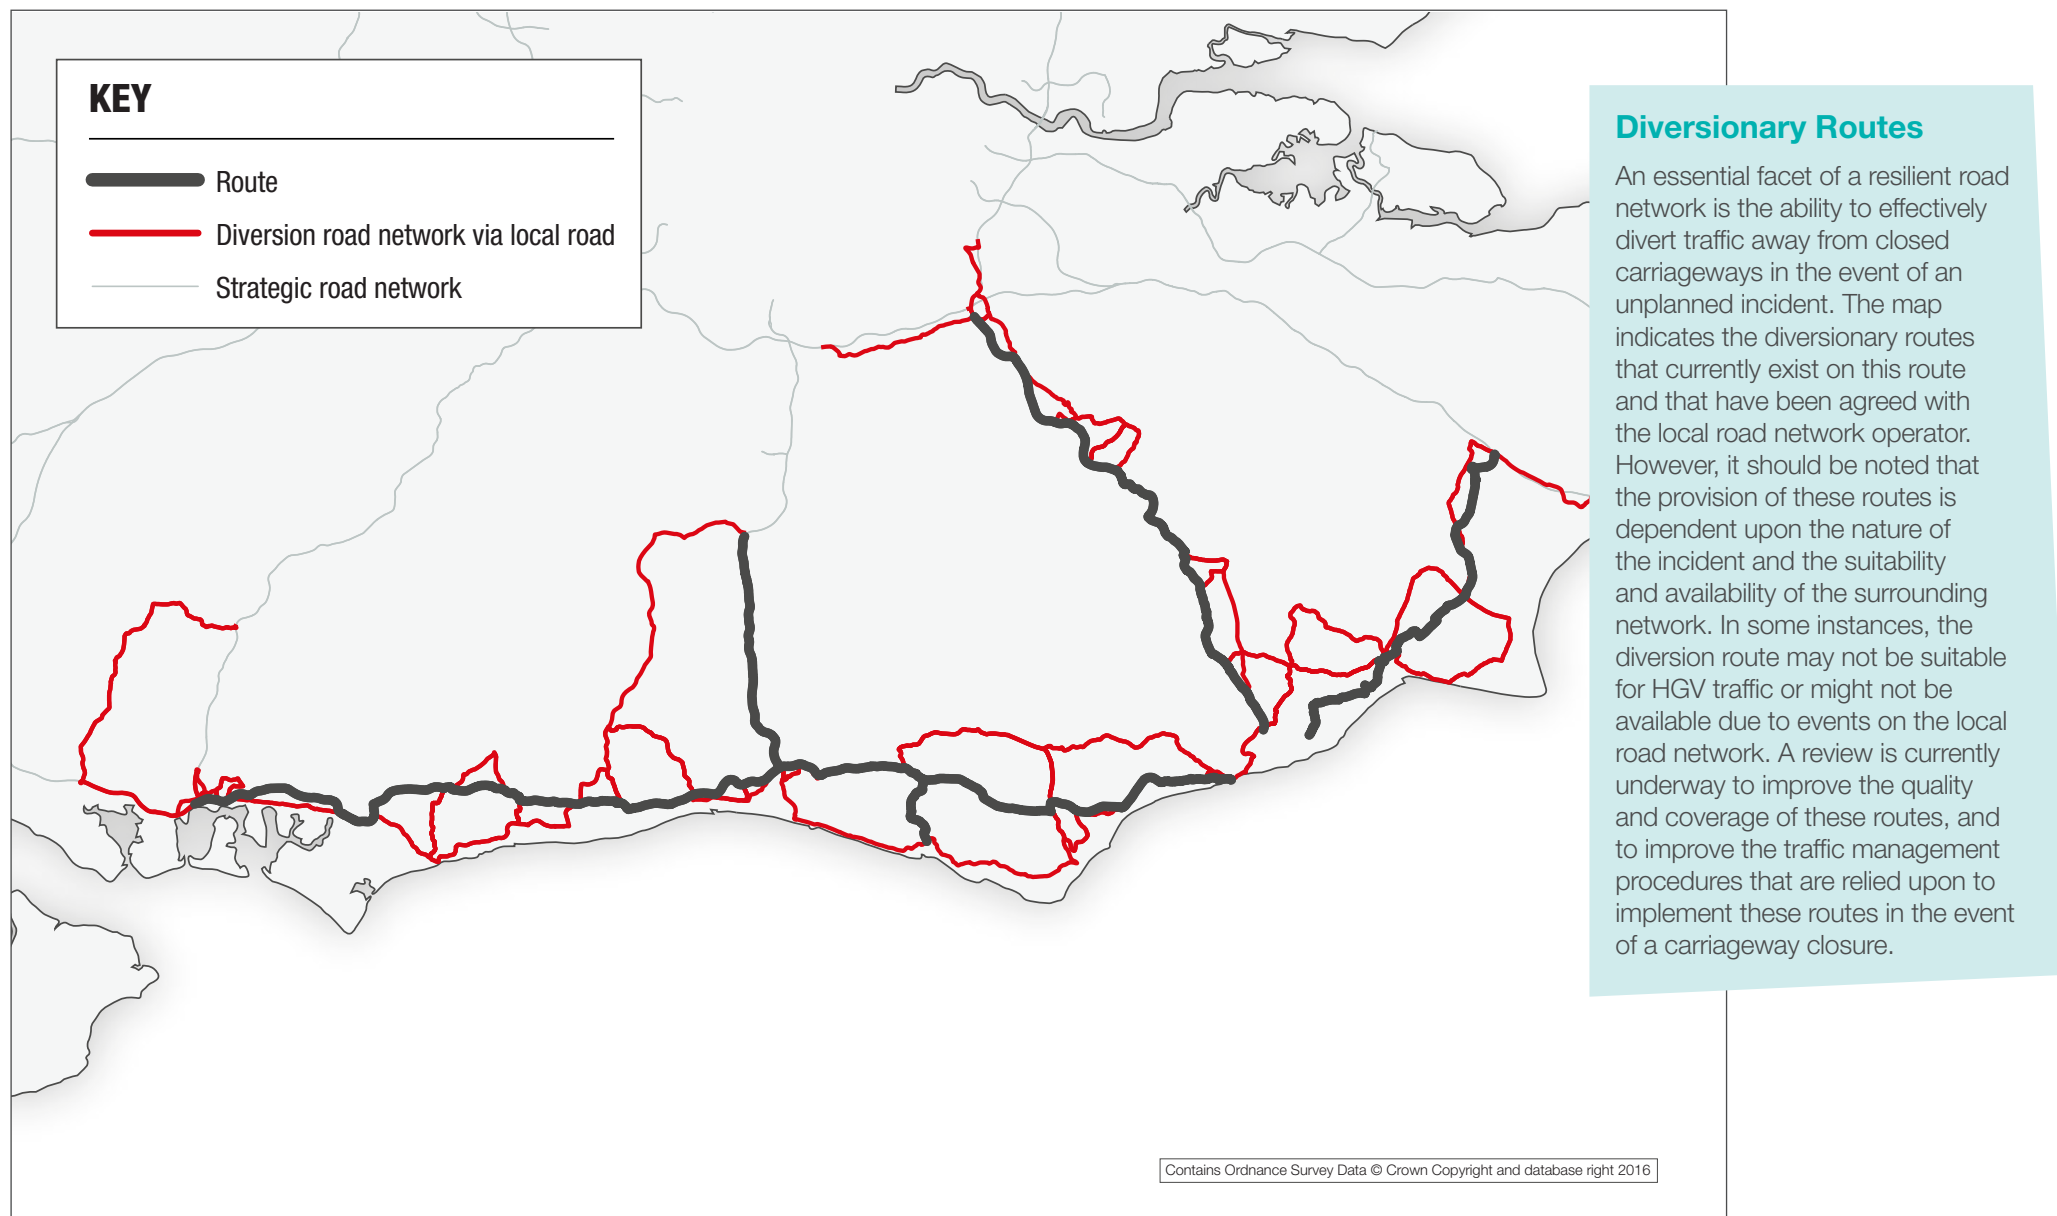 KEY
Route
Diversion road network via local road
Strategic road network
Diversionary Routes
An essential facet of a resilient road
network is the ability to effectively
divert traffic away from closed
carriageways in the event of an
unplanned incident. The map
indicates the diversionary routes
that currently exist on this route
and that have been agreed with
the local road network operator.
However, it should be noted that
the provision of these routes is
dependent upon the nature of
the incident and the suitability
and availability of the surrounding
network. In some instances, the
diversion route may not be suitable
for HGV traffic or might not be
available due to events on the local
road network. A review is currently
underway to improve the quality
and coverage of these routes, and
to improve the traffic management
procedures that are relied upon to
implement these routes in the event
of a carriageway closure.
Contains Ordnance Survey Data © Crown Copyright and database right 2016